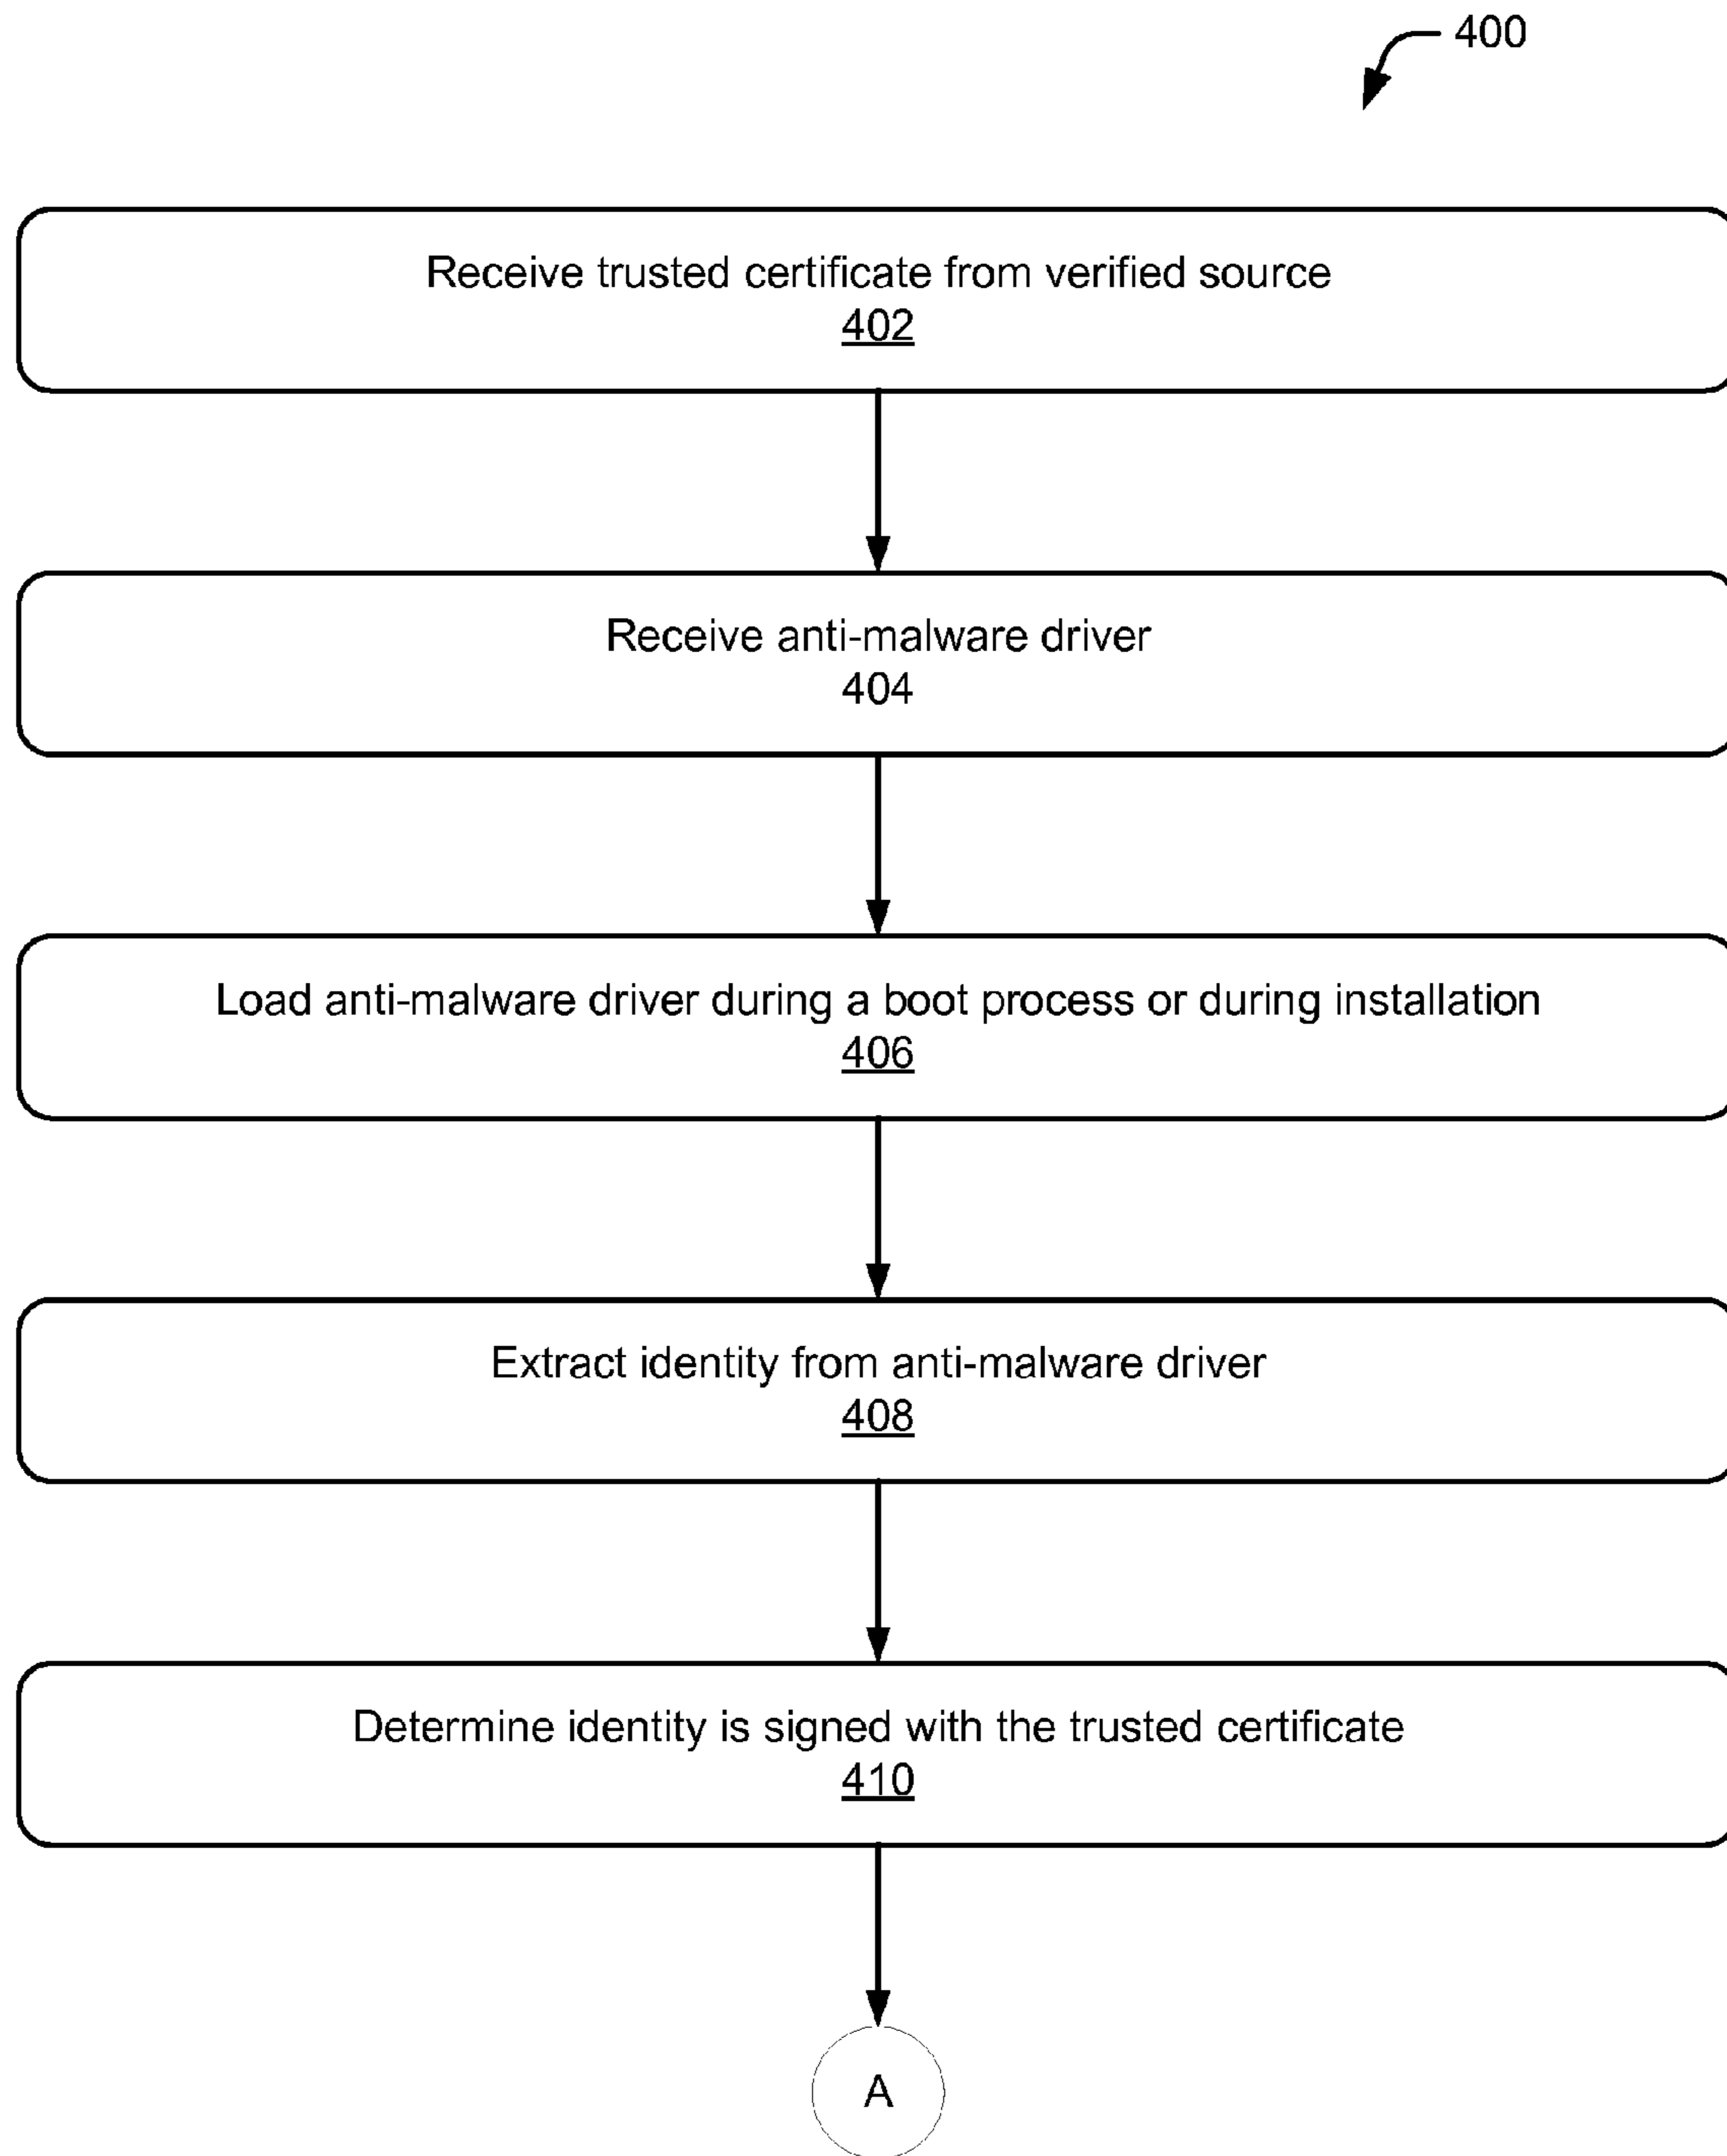 400
Receive trusted certificate from verified source
402
Receive anti-malware driver
404
Load anti-malware driver during a boot process or during installation
406
Extract identity from anti-malware driver
408
Determine identity is signed with the trusted certificate
410
A